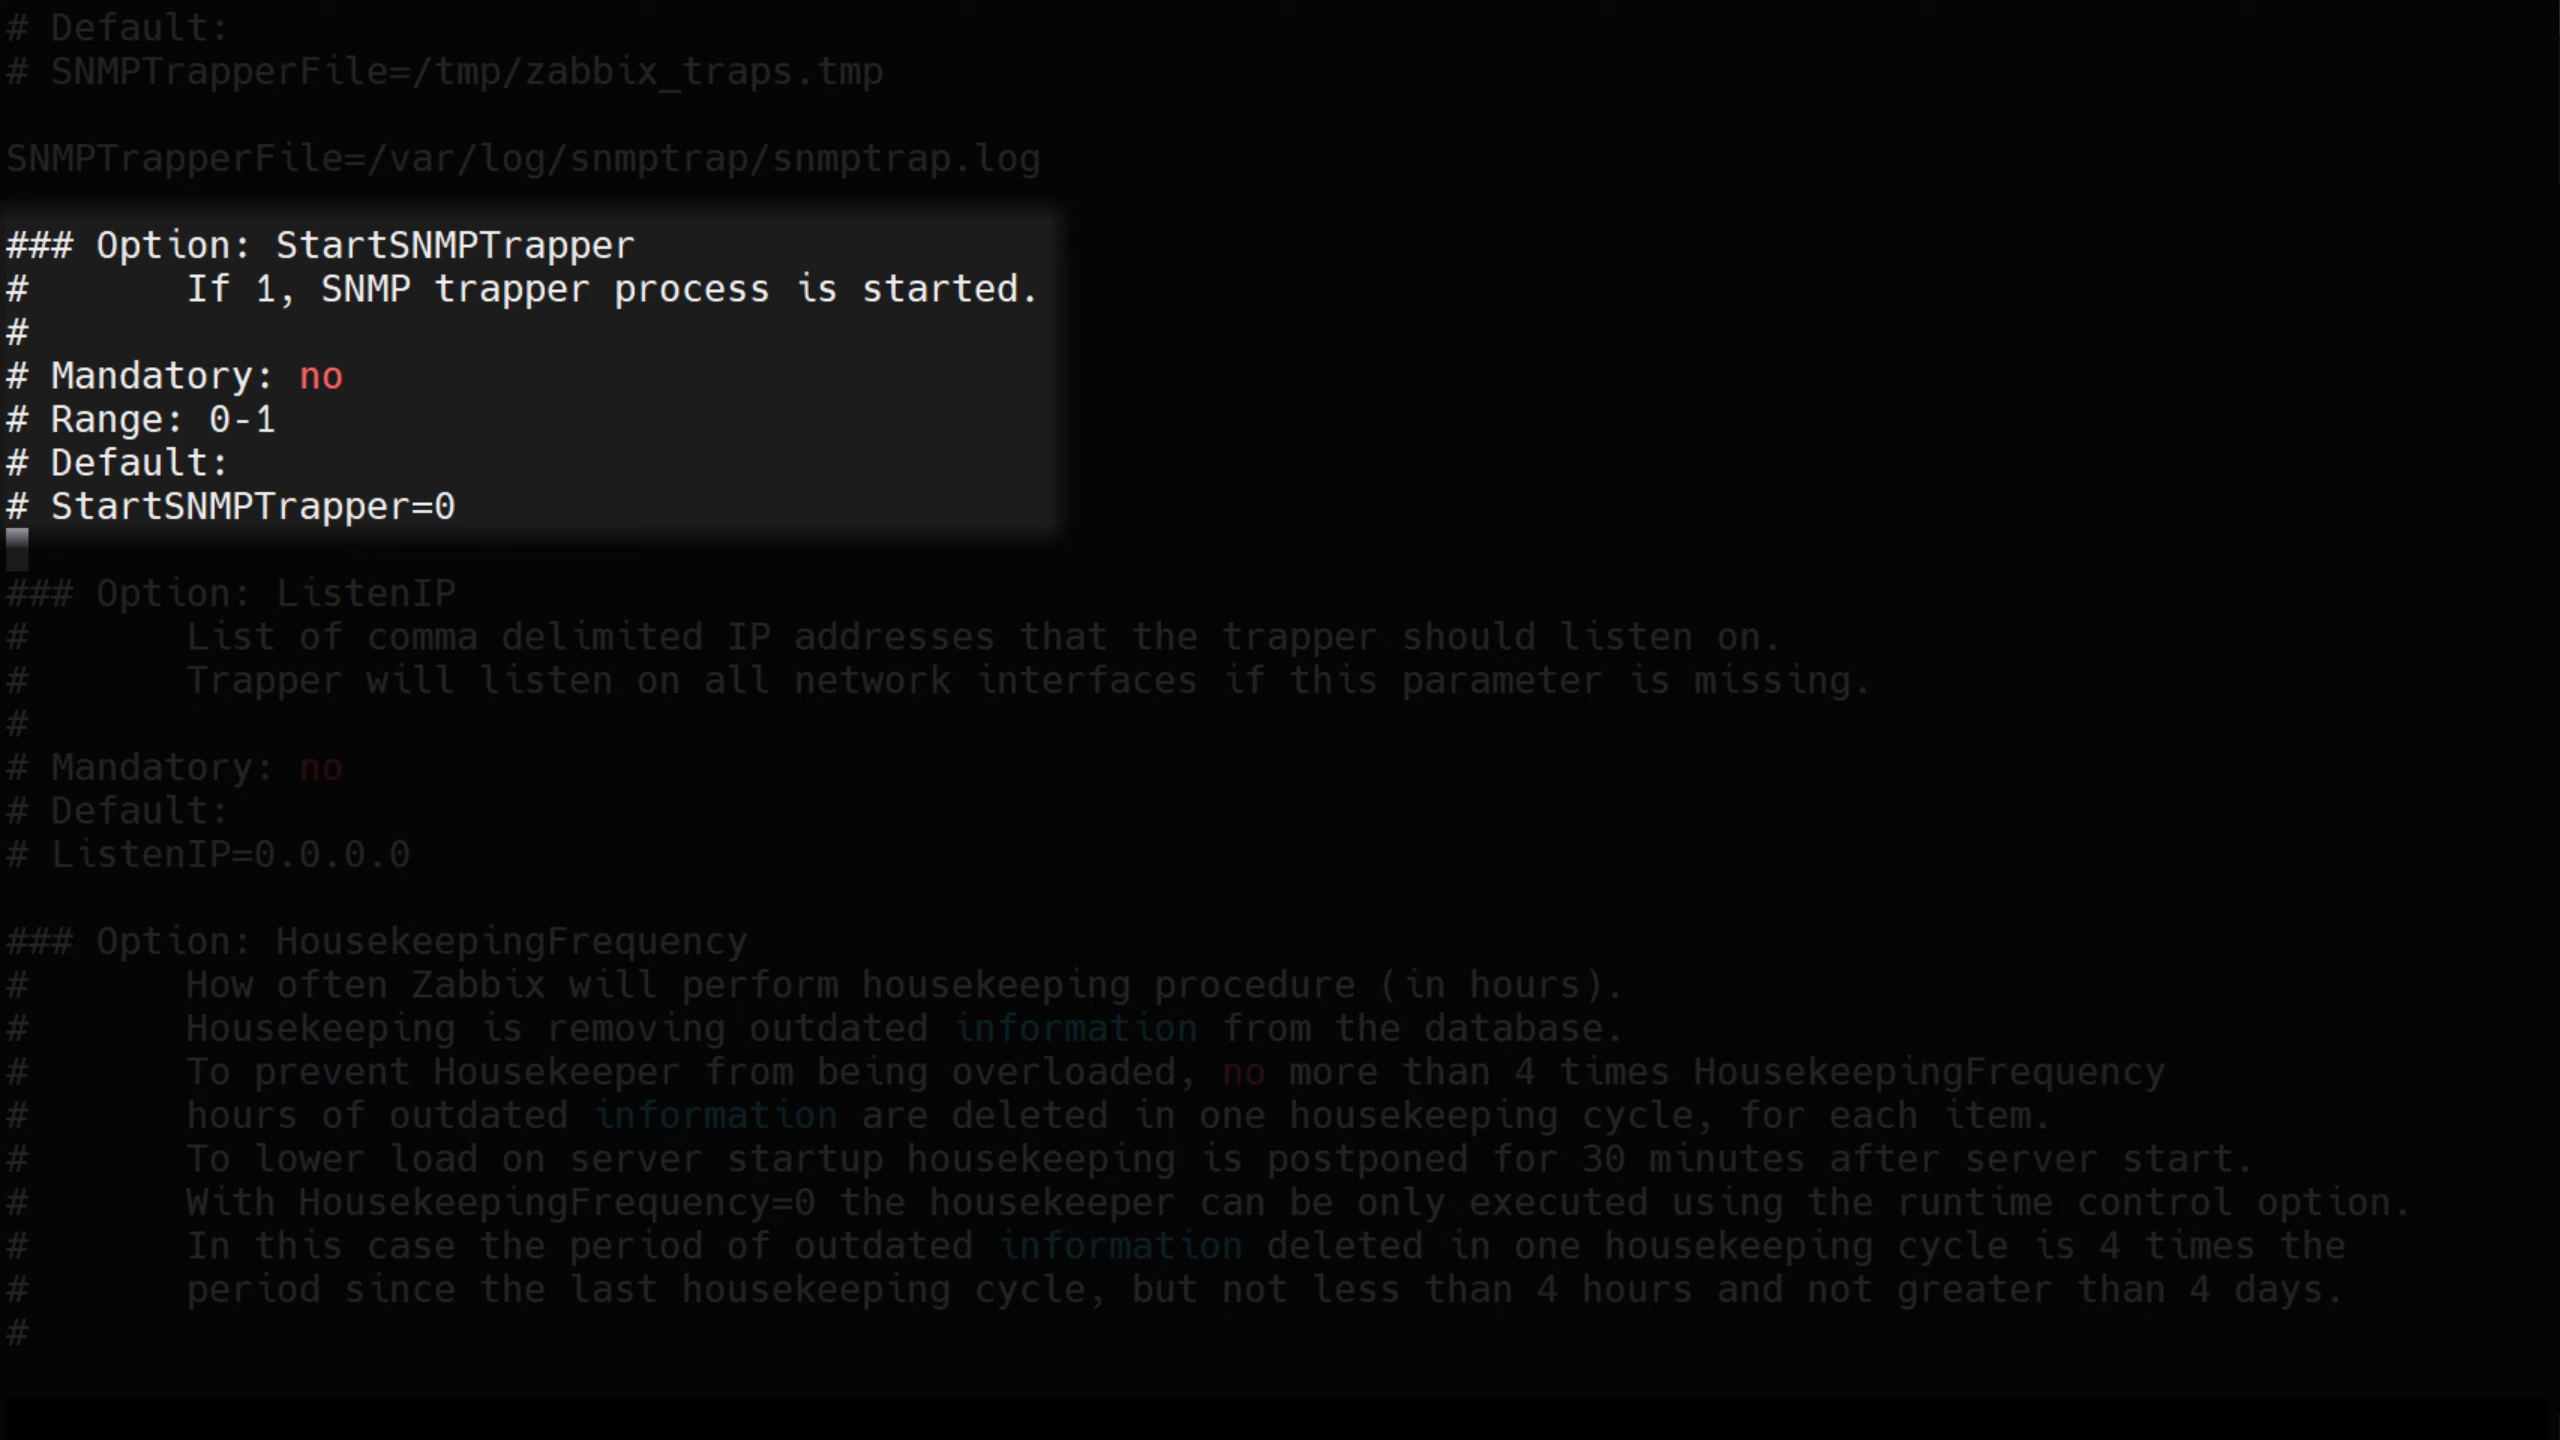 # Default:
# SNMPTrapperFile=/tmp/zabbix_traps.tmp
SNMPTrapperFile=/var/log/snmptrap/snmptrap.log
### Option: StartSNMPTrapper
#       If 1, SNMP trapper process is started.
#
# Mandatory: no
# Range: 0-1
# Default:
# StartSNMPTrapper=0
### Option: ListenIP
#       List of comma delimited IP addresses that the trapper should listen on.
#       Trapper will listen on all network interfaces if this parameter is missing.
#
# Mandatory: no
# Default:
# ListenIP=0.0.0.0
### Option: HousekeepingFrequency
#       How often Zabbix will perform housekeeping procedure (in hours).
#       Housekeeping is removing outdated information from the database.
#       To prevent Housekeeper from being overloaded, no more than 4 times HousekeepingFrequency
#       hours of outdated information are deleted in one housekeeping cycle, for each item.
#       To lower load on server startup housekeeping is postponed for 30 minutes after server start.
#       With HousekeepingFrequency=0 the housekeeper can be only executed using the runtime control option.
#       In this case the period of outdated information deleted in one housekeeping cycle is 4 times the
#       period since the last housekeeping cycle, but not less than 4 hours and not greater than 4 days.
#